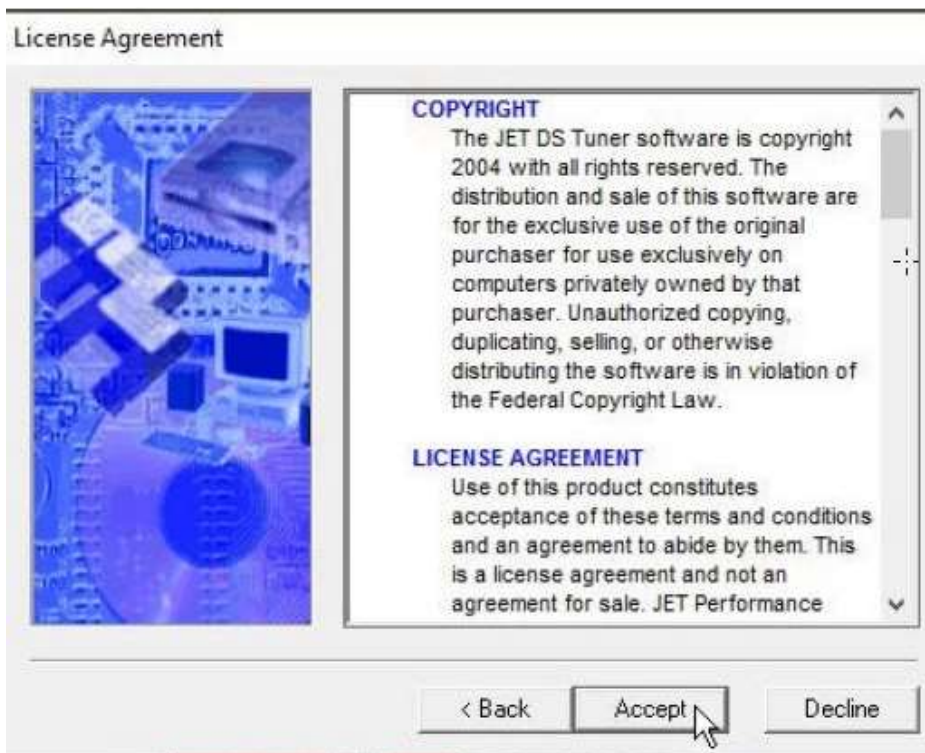 License Agreement
COPYRIGHT
The JET DS Tuner software is copyright
2004 with all rights reserved. The
distribution and sale of this software are
for the exclusive use of the original
purchaser for use exclusively on
computers privately owned by that
purchaser. Unauthorized copying,
duplicating, selling, or otherwise
distributing the software is in violation of
the Federal Copyright Law.
LICENSE AGREEMENT
Use of this product constitutes
acceptance of these terms and conditions
and an agreement to abide by them. This
is a license agreement and not an
agreement for sale. JET Performance
< Back Accept Decline